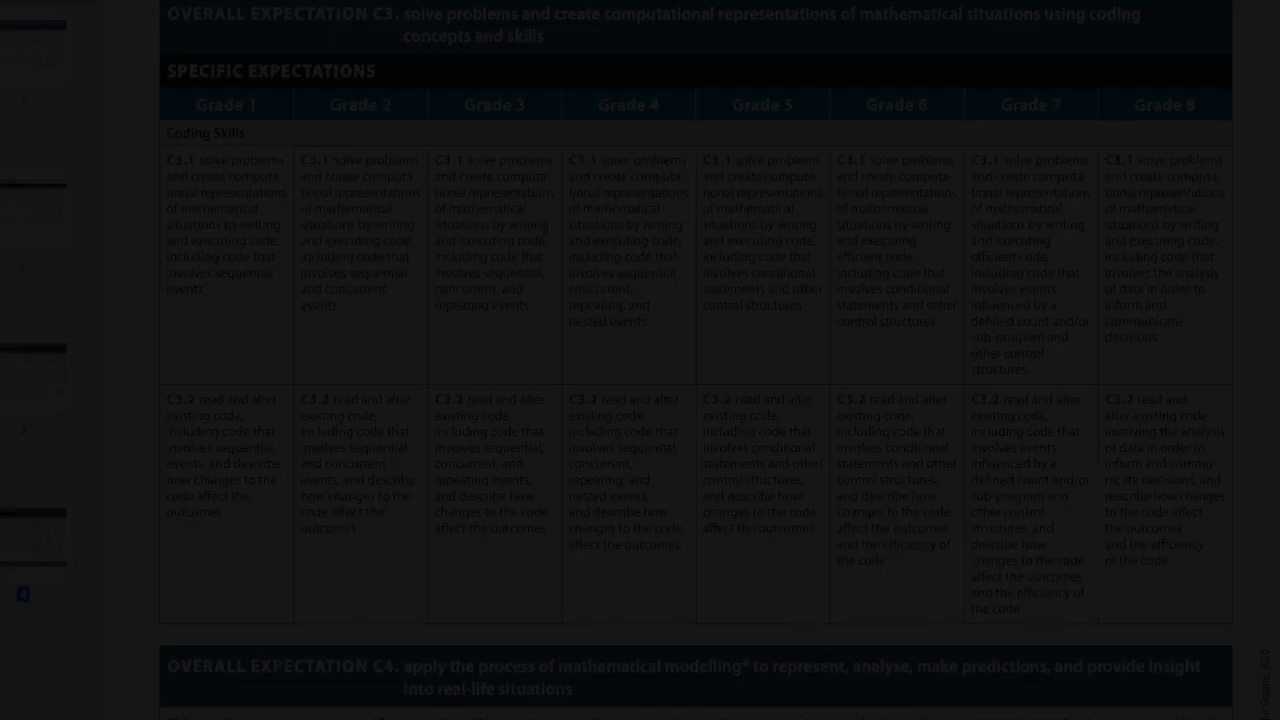 OVERALL EXPECTATION C3. solve problems and create computational representations of mathematical situations using coding
concepts and skills
SPECIFIC EXPECTATIONS
Grade 1 Grade 2 Grade 3 Grade 4 Grade 5 Grade 6 Grade 7 Grade 8
Coding Skills
C3.1 solve problems
and create computa-
tional representations
of mathematical
situations by writing
and executing code,
including code that
involves sequential
events
C3.1 solve problems
and create computa-
tional representations
of mathematical
situations by writing
and executing code,
including code that
involves sequential
and concurrent
events
C3.1 solve problems
and create computa-
tional representations
of mathematical
situations by writing
and executing code,
including code that
involves sequential,
concurrent, and
repeating events
C3.1 solve problems
and create computa-
tional representations
of mathematical
situations by writing
and executing code,
including code that
involves sequential,
concurrent,
repeating, and
nested events
C3.1 solve problems
and create computa-
tional representations
of mathematical
situations by writing
and executing code,
including code that
involves conditional
statements and other
control structures
C3.1 solve problems
and create computa-
tional representations
of mathematical
situations by writing
and executing
efficient code,
including code that
involves conditional
statements and other
control structures
C3.1 solve problems
and create computa-
tional representations
of mathematical
situations by writing
and executing
efficient code,
including code that
involves events
influenced by a
defined count and/or
sub-program and
other control
structures
C3.1 solve problems
and create computa-
tional representations
of mathematical
situations by writing
and executing code,
including code that
involves the analysis
of data in order to
inform and
communicate
decisions
C3.2 read and alter
existing code,
including code that
involves sequential
events, and describe
how changes to the
code affect the
outcomes
C3.2 read and alter
existing code,
including code that
involves sequential
and concurrent
events, and describe
how changes to the
code affect the
outcomes
C3.2 read and alter
existing code,
including code that
involves sequential,
concurrent, and
repeating events,
and describe how
changes to the code
affect the outcomes
C3.2 read and alter
existing code,
including code that
involves sequential,
concurrent,
repeating, and
nested events,
and describe how
changes to the code
affect the outcomes
C3.2 read and alter
existing code,
including code that
involves conditional
statements and other
control structures,
and describe how
changes to the code
affect the outcomes
C3.2 read and alter
existing code,
including code that
involves conditional
statements and other
control structures,
and describe how
changes to the code
affect the outcomes
and the efficiency of
the code
C3.2 read and alter
existing code,
including code that
involves events
influenced by a
defined count and/or
sub-program and
other control
structures, and
describe how
changes to the code
affect the outcomes
and the efficiency of
the code
C3.2 read and
alter existing code
involving the analysis
of data in order to
inform and commu-
nicate decisions, and
describe how changes
to the code affect
the outcomes
and the efficiency
of the code
OVERALL EXPECTATION C4. apply the process of mathematical modelling* to represent, analyse, make predictions, and provide insight
into real-life situations
1
2
3
4